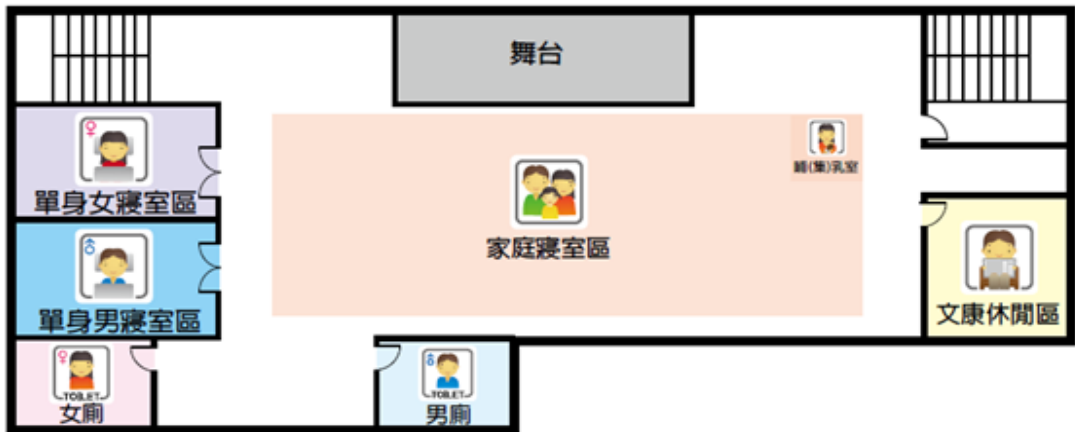 舞台
單身女寢室區
哺(集)乳室
家庭寢室區
單身男寢室區
文康休閒區
TOILET
女廁
TOILET
男廁